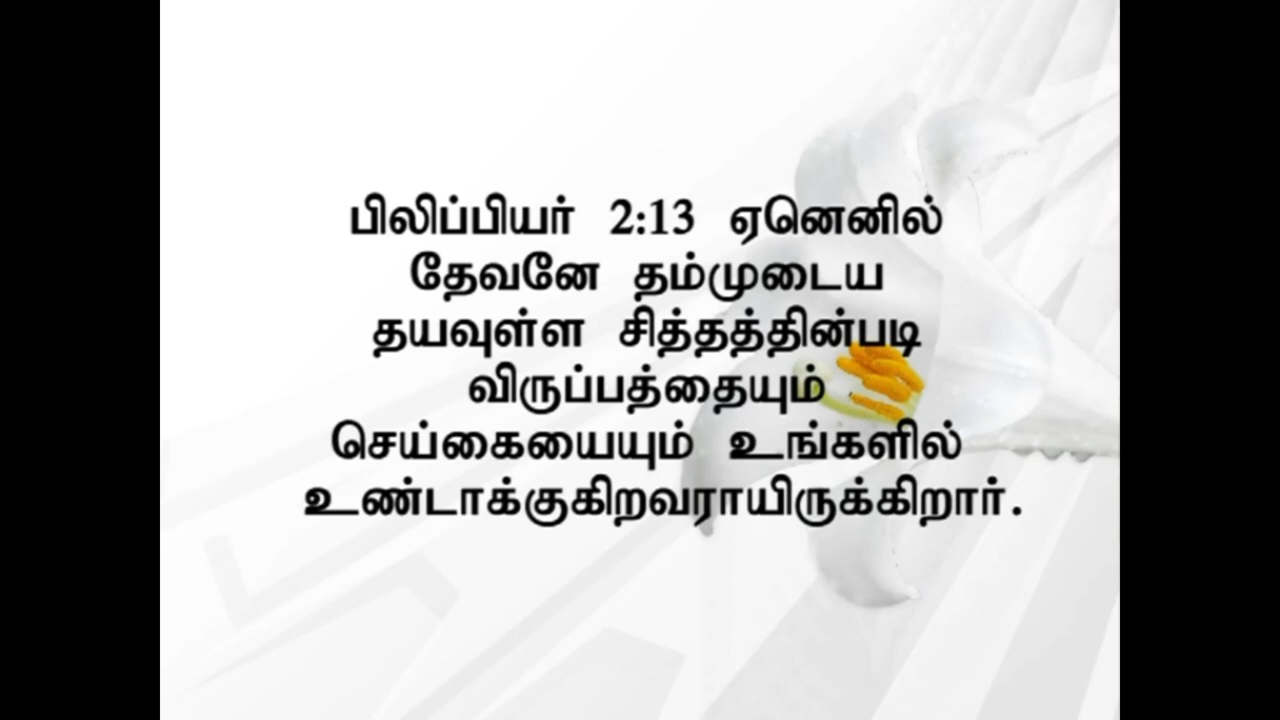 பிலிப்பியர் 2:13 ஏனெனில்
தேவனே தம்முடைய
தயவுள்ள சித்தத்தின்படி
விருப்பத்தையும்
செய்கையையும் உங்களில்
உண்டாக்குகிறவராயிருக்கிறார்.